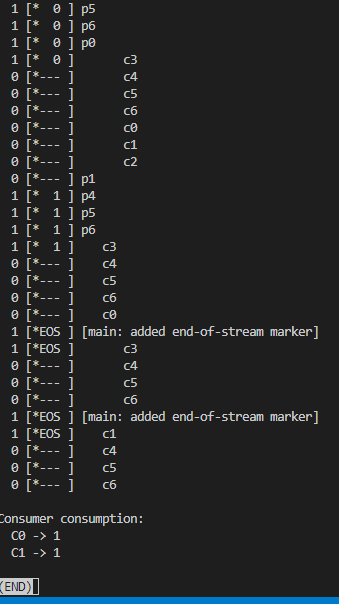 1 [*  0 ] p5
1 [*  0 ] p6
1 [*  0 ] p0
1 [*  0 ]       c3
0 [*--- ]       c4
0 [*--- ]       c5
0 [*--- ]       c6
0 [*--- ]       c0
0 [*--- ]       c1
0 [*--- ]       c2
0 [*--- ] p1
1 [*  1 ] p4
1 [*  1 ] p5
1 [*  1 ] p6
1 [*  1 ]    c3
0 [*--- ]    c4
0 [*--- ]    c5
0 [*--- ]    c6
0 [*--- ]    c0
1 [*EOS ] [main: added end-of-stream marker]
1 [*EOS ]       c3
0 [*--- ]       c4
0 [*--- ]       c5
0 [*--- ]       c6
1 [*EOS ] [main: added end-of-stream marker]
1 [*EOS ]    c1
0 [*--- ]    c4
0 [*--- ]    c5
0 [*--- ]    c6
Consumer consumption:
  C0 -> 1
  C1 -> 1
(END)